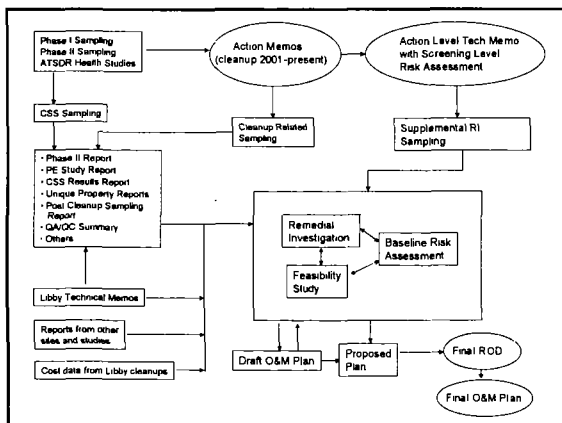 Phase I Sampling
Phase II Sampling
ATSDR Health Studies
Action Memos
(cleanup 2001-present)
Action Level Tech Memo
with Screening Level
Risk Assessment
CSS Sampling
Cleanup Related
Sampling
Supplemental RI
Sampling
· Phase II Report
· PE Study Report
· CSS Results Report
· Unique Property Reports
· Post Cleanup Sampling
Report
· QA/QC Summary
· Others
Remedial
Investigation
Baseline Risk
Assessment
Feasibility
Study
Libby Technical Memos
Reports from other
sites and studies
Cost data from Libby cleanups
Draft O&M Plan
Proposed
Plan
Final ROD
Final O&M Plan